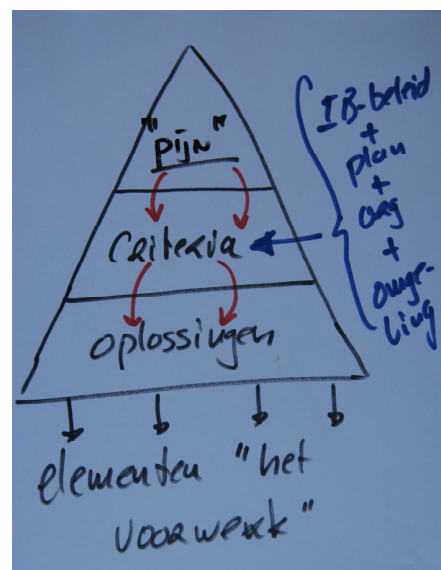 "pijn"
Criteria
oplossingen
elementen "het
voorwerk"
IB-beleid
+
plan
+
org
+
omge-
ving